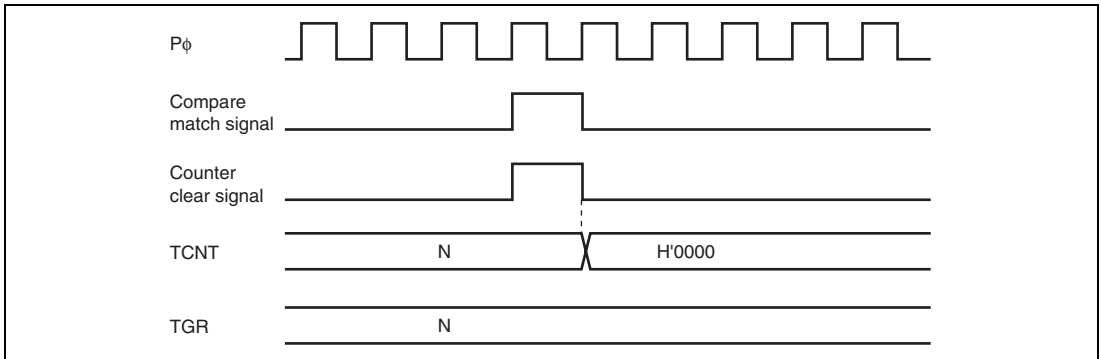 Pϕ
Compare
match signal
Counter
clear signal
TCNT
N
H'0000
TGR
N